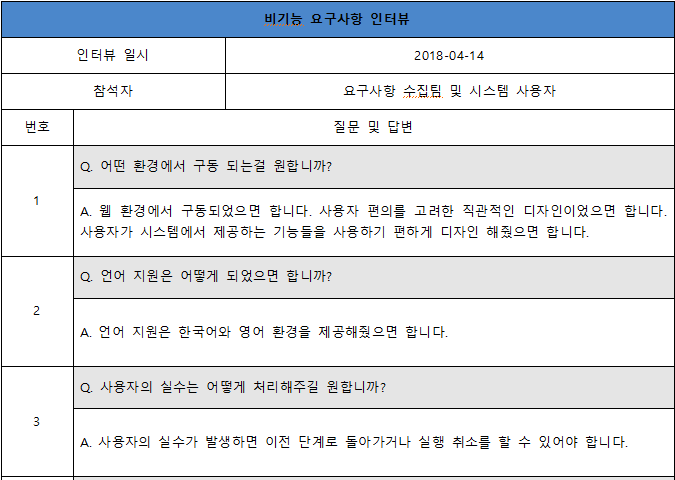 비기능 요구사항 인터뷰
인터뷰 일시 2018-04-14
참석자 요구사항 수집팀 및 시스템 사용자
번호 질문 및 답변
1
Q. 어떤 환경에서 구동 되는걸 원합니까?
A. 웹 환경에서 구동되었으면 합니다. 사용자 편의를 고려한 직관적인 디자인이었으면 합니다.
사용자가 시스템에서 제공하는 기능들을 사용하기 편하게 디자인 해줬으면 합니다.
2
Q. 언어 지원은 어떻게 되었으면 합니까?
A. 언어 지원은 한국어와 영어 환경을 제공해줬으면 합니다.
3
Q. 사용자의 실수는 어떻게 처리해주길 원합니까?
A. 사용자의 실수가 발생하면 이전 단계로 돌아가거나 실행 취소를 할 수 있어야 합니다.